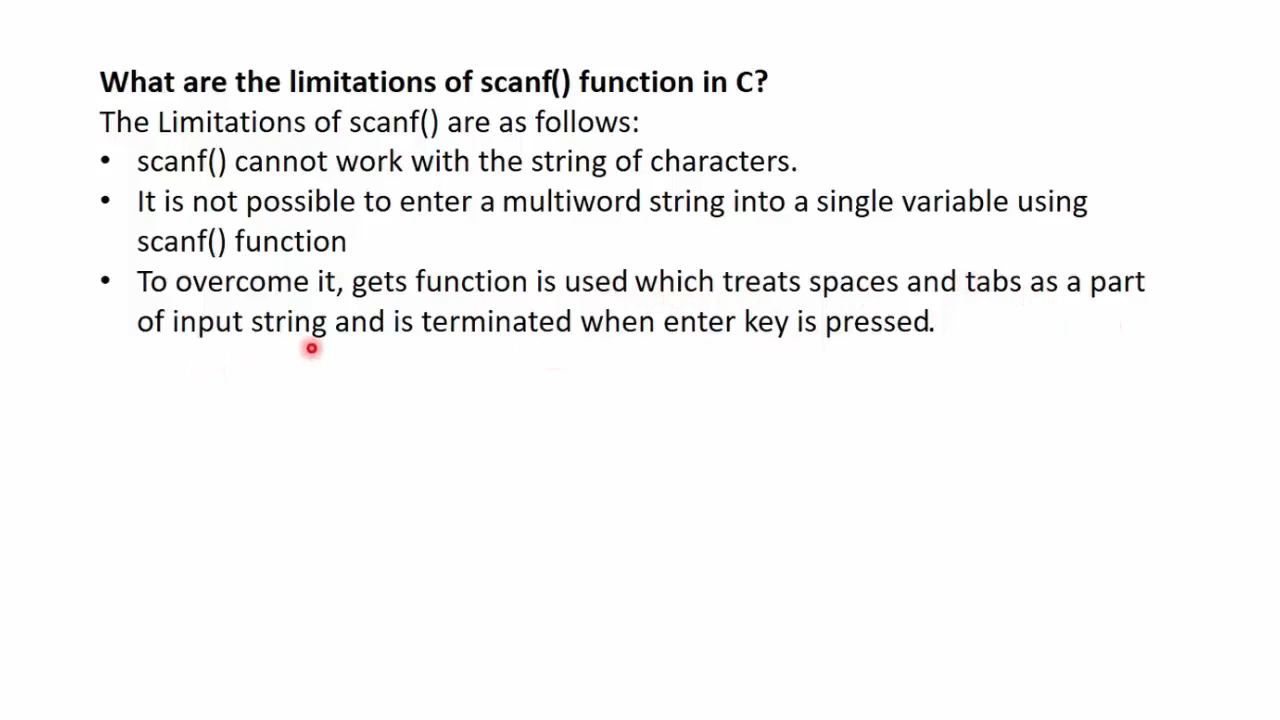 What are the limitations of scanf() function in C?
The Limitations of scanf() are as follows:
• scanf() cannot work with the string of characters.
• It is not possible to enter a multiword string into a single variable using
scanf() function
• To overcome it, gets function is used which treats spaces and tabs as a part
of input string and is terminated when enter key is pressed.